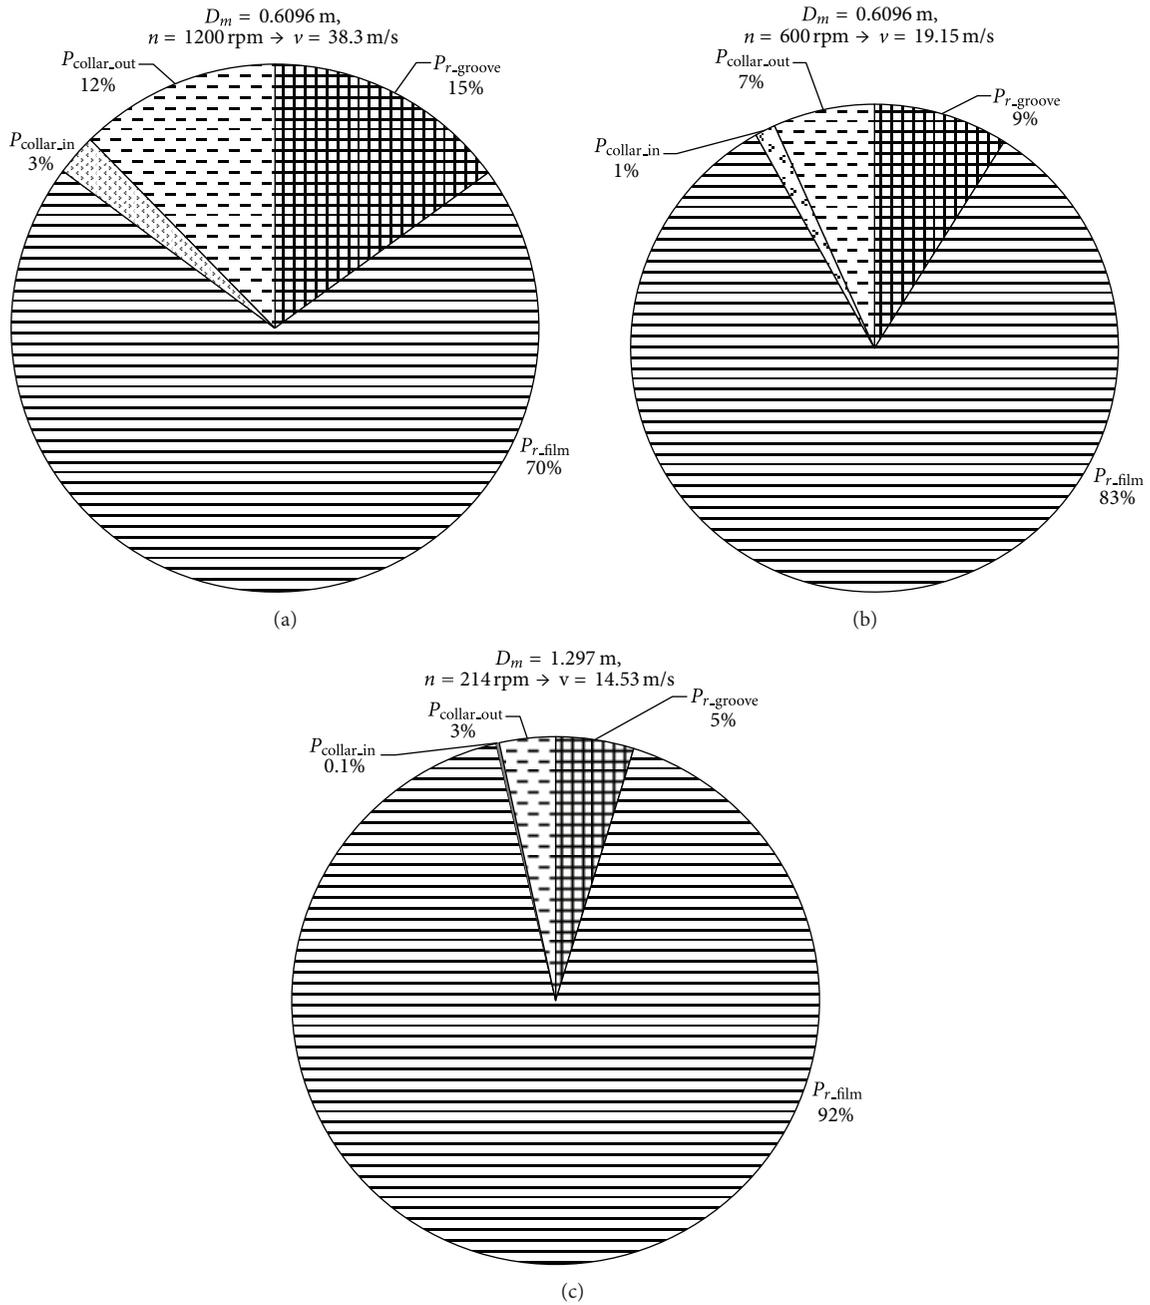 D_m = 0.6096 m,
n = 1200 rpm → v = 38.3 m/s
P_collar_out
12%
P_r_groove
15%
P_collar_in
3%
P_r_film
70%
(a)
D_m = 0.6096 m,
n = 600 rpm → v = 19.15 m/s
P_collar_out
7%
P_r_groove
9%
P_collar_in
1%
P_r_film
83%
(b)
D_m = 1.297 m,
n = 214 rpm → v = 14.53 m/s
P_r_groove
5%
P_collar_out
3%
P_collar_in
0.1%
P_r_film
92%
(c)